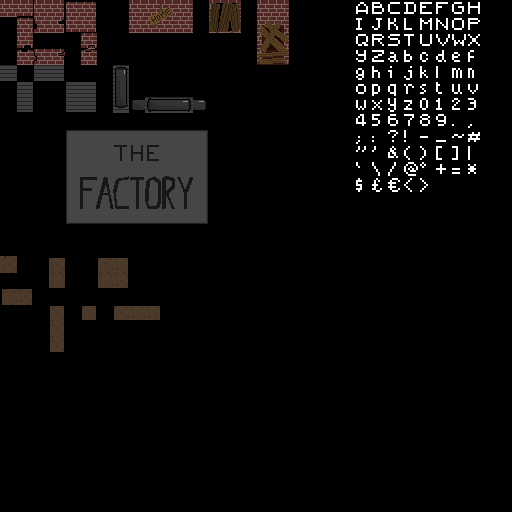 THE
FACTORY
ABCDEFGH
IJKLMNOP
QRSTUVWX
YZabcdef
ghijklmn
opqrstuv
wxyz0123
456789.,
;:?!-_~#
"'&()[]|
`\/@°+=*
$£€<>